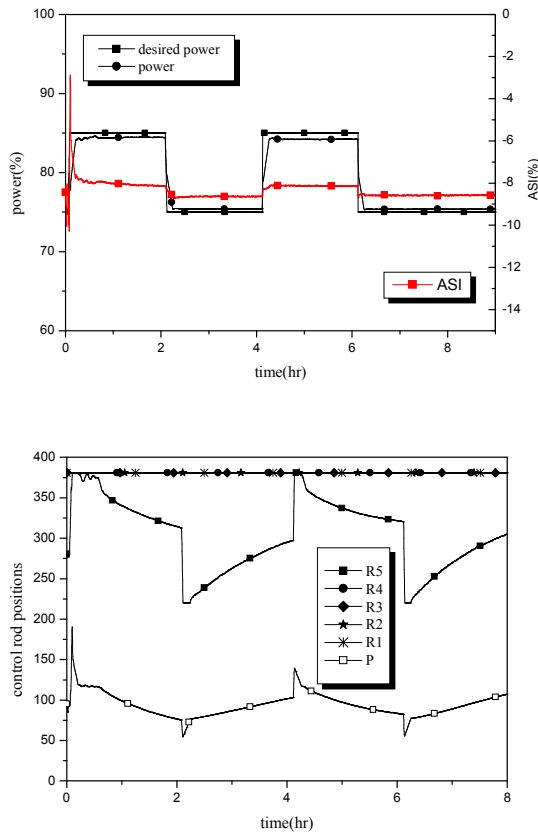 100
90
80
70
60
power(%)
0
-2
-4
-6
-8
-10
-12
-14
ASI(%)
desired power
power
ASI
0 2 4 6 8
time(hr)
400
350
300
250
200
150
100
50
0
control rod positions
R5
R4
R3
R2
R1
P
0 2 4 6 8
time(hr)